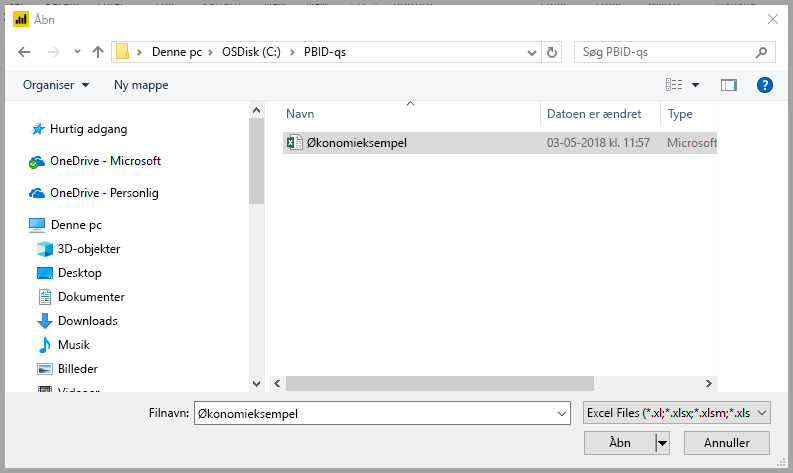 Åbn
Denne pc > OSDisk (C:) > PBID-qs
Søg PBID-qs
Organiser
Ny mappe
Navn
Datoen er ændret
Type
Økonomieksempel
03-05-2018 kl. 11:57
Microsoft
Hurtig adgang
OneDrive - Microsoft
OneDrive - Personlig
Denne pc
3D-objekter
Desktop
Dokumenter
Downloads
Musik
Billeder
Videoer
Filnavn:
Økonomieksempel
Excel Files (*.xl;*.xlsx;*.xlsm;*.xls
Åbn
Annuller